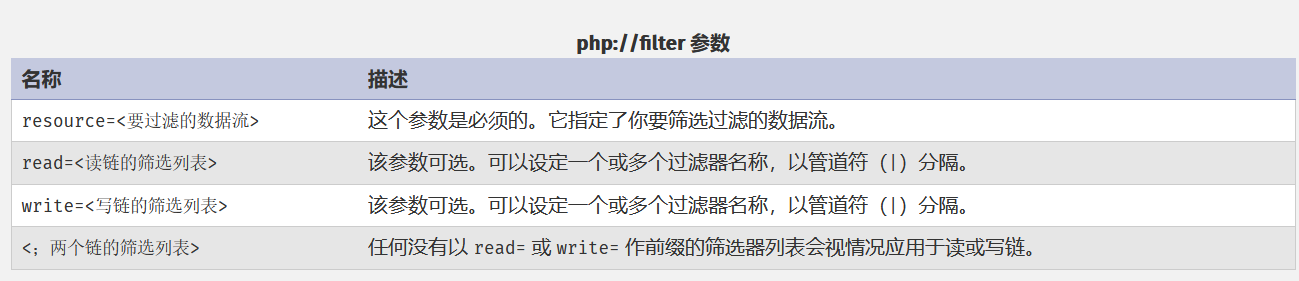 php://filter 参数
名称 描述
resource=<要过滤的数据流> 这个参数是必须的。它指定了你要筛选过滤的数据流。
read=<读链的筛选列表> 该参数可选。可以设定一个或多个过滤器名称，以管道符（|）分隔。
write=<写链的筛选列表> 该参数可选。可以设定一个或多个过滤器名称，以管道符（|）分隔。
<；两个链的筛选列表> 任何没有以 read= 或 write= 作前缀的筛选器列表会视情况应用于读或写链。